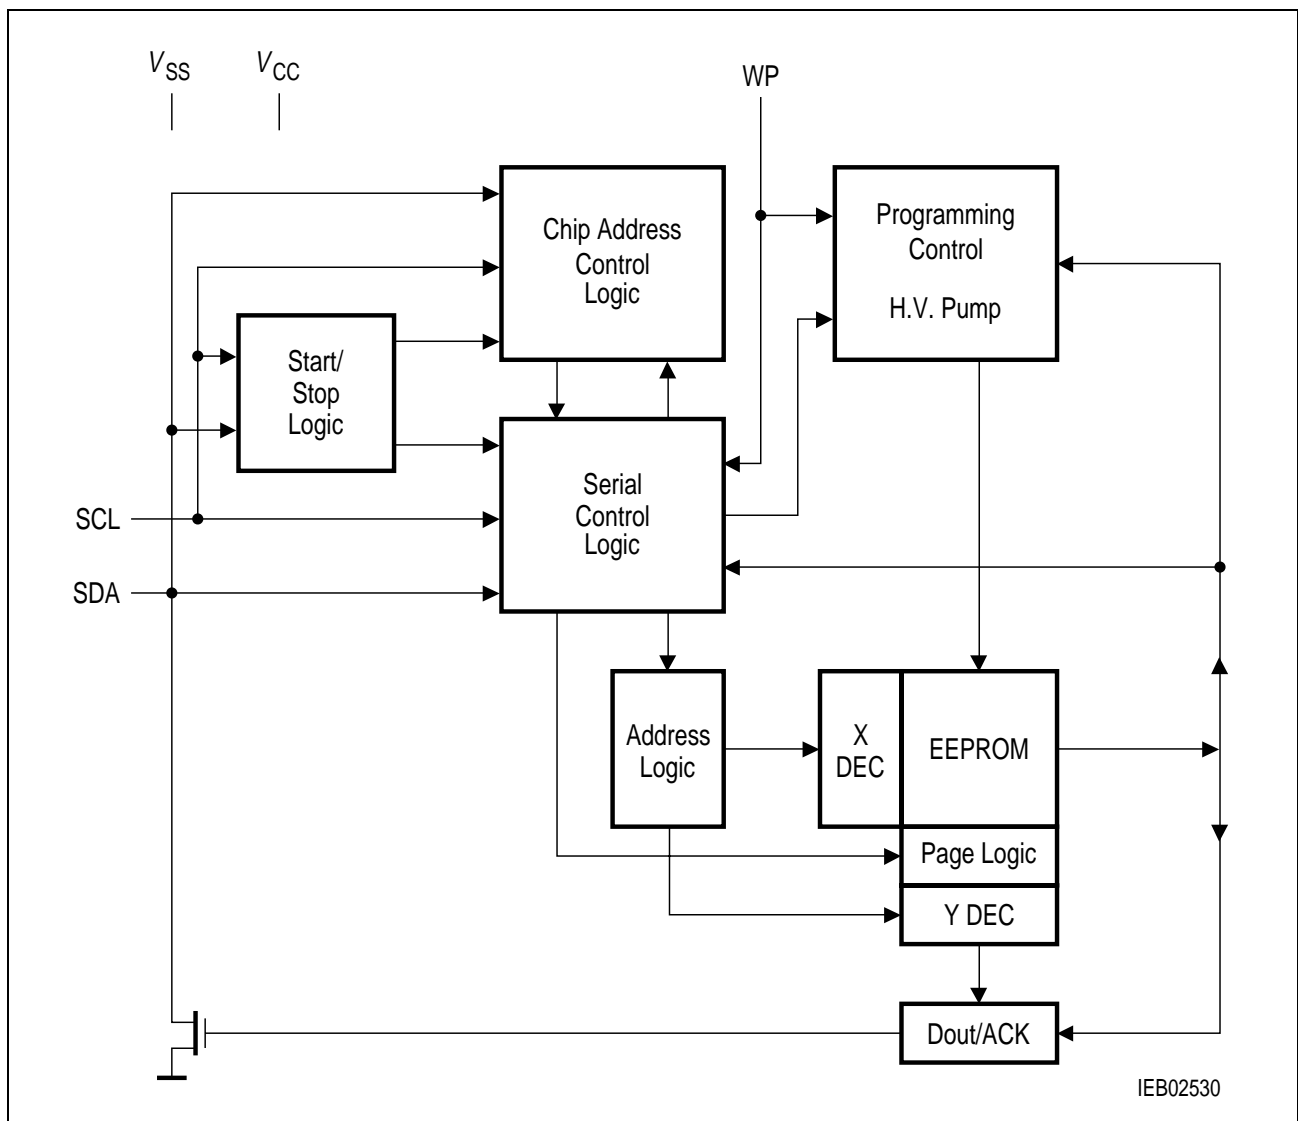 VSS
VCC
WP
Chip Address
Control
Logic
Programming
Control
H.V. Pump
Start/
Stop
Logic
Serial
Control
Logic
SCL
SDA
Address
Logic
X
DEC
EEPROM
Page Logic
Y DEC
Dout/ACK
IEB02530